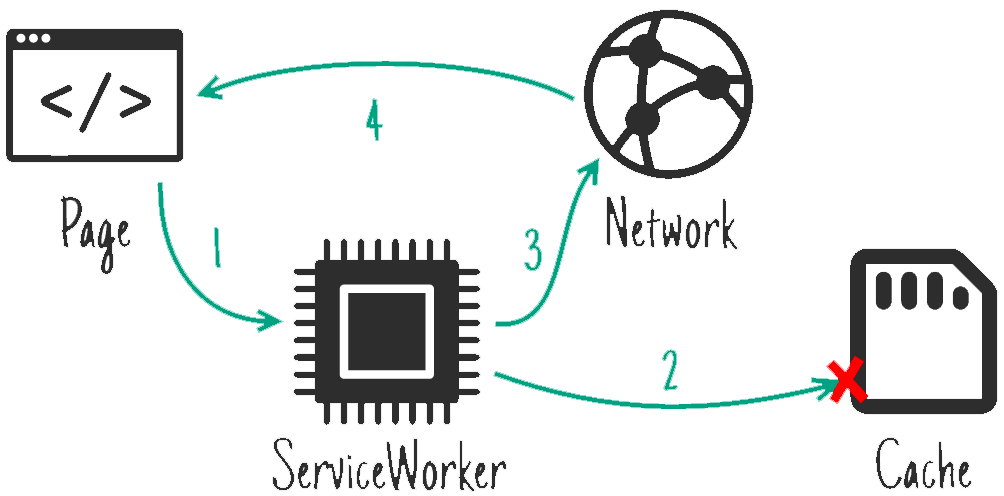 </>
4
Page
1
Network
3
2
ServiceWorker
Cache